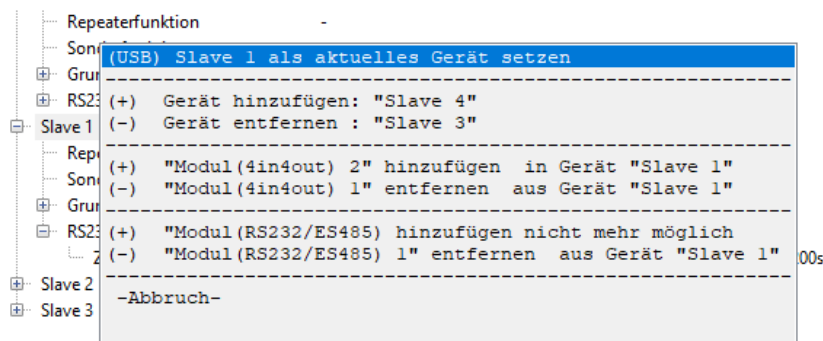 Repeaterfunktion -
(USB) Slave 1 als aktuelles Gerät setzen
(+) Gerät hinzufügen: "Slave 4"
(-) Gerät entfernen : "Slave 3"
Slave 1
(+) "Modul(4in4out) 2" hinzufügen in Gerät "Slave 1"
(-) "Modul(4in4out) 1" entfernen aus Gerät "Slave 1"
(+) "Modul(RS232/ES485) hinzufügen nicht mehr möglich
(-) "Modul(RS232/ES485) 1" entfernen aus Gerät "Slave 1"
Slave 2
-Abbruch-
Slave 3